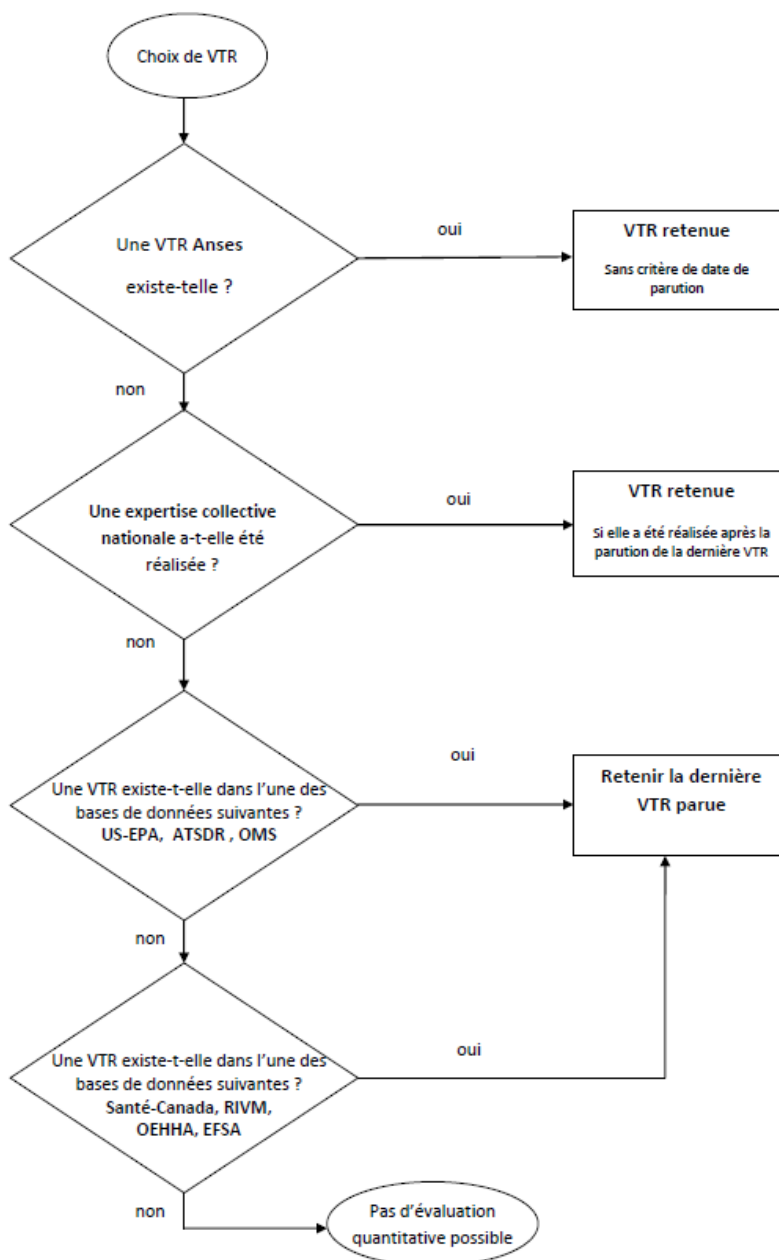 Choix de VTR
Une VTR Anses
existe-telle ?
oui
VTR retenue
Sans critère de date de
parution
non
Une expertise collective
nationale a-t-elle été
réalisée ?
oui
VTR retenue
Si elle a été réalisée après la
parution de la dernière VTR
non
Une VTR existe-t-elle dans l’une des
bases de données suivantes ?
US-EPA, ATSDR , OMS
oui
Retenir la dernière
VTR parue
non
Une VTR existe-t-elle dans l’une des
bases de données suivantes ?
Santé-Canada, RIVM,
OEHHA, EFSA
oui
non
Pas d’évaluation
quantitative possible